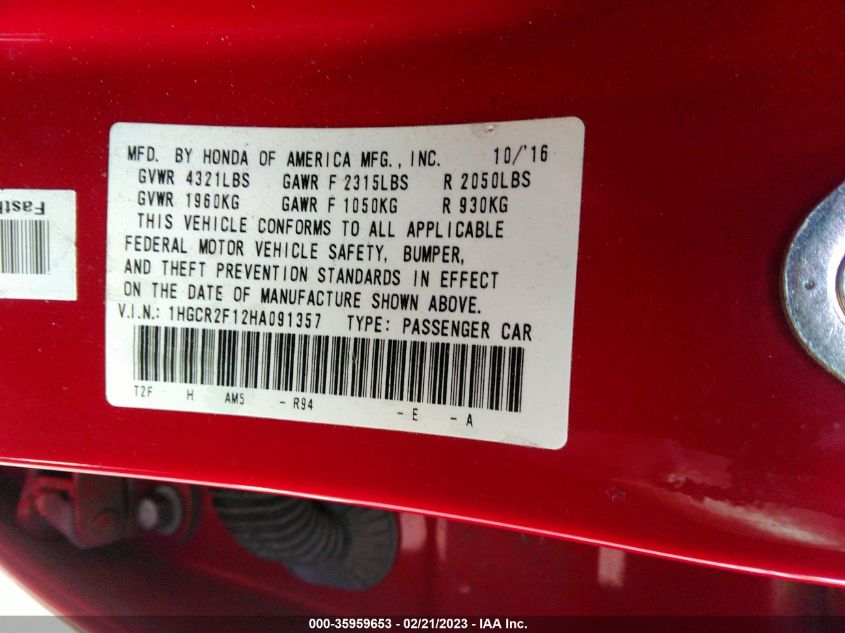 MFD. BY HONDA OF AMERICA MFG., INC. 10/'16
GVWR 4321LBS GAWR F 2315LBS R 2050LBS
GVWR 1960KG GAWR F 1050KG R 930KG
THIS VEHICLE CONFORMS TO ALL APPLICABLE
FEDERAL MOTOR VEHICLE SAFETY, BUMPER,
AND THEFT PREVENTION STANDARDS IN EFFECT
ON THE DATE OF MANUFACTURE SHOWN ABOVE.
V.I.N.: 1HGCR2F12HA091357 TYPE: PASSENGER CAR
T2F H AM5 - R94 - E - A
000-35959653 - 02/21/2023 - IAA Inc.